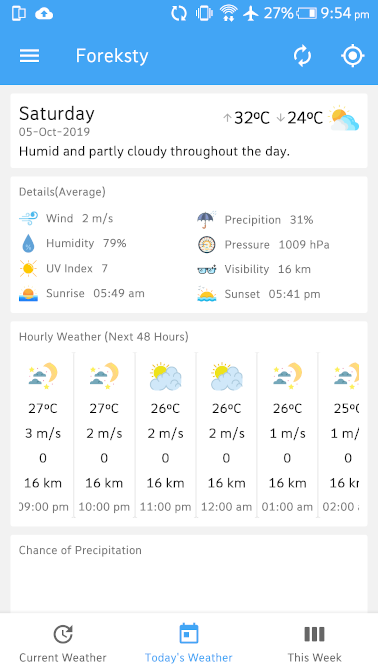 27% 9:54 pm
Foreksty
Saturday ↑32ºC ↓24ºC
05-Oct-2019
Humid and partly cloudy throughout the day.
Details(Average)
Wind 2 m/s Precipition 31%
Humidity 79% Pressure 1009 hPa
UV Index 7 Visibility 16 km
Sunrise 05:49 am Sunset 05:41 pm
Hourly Weather (Next 48 Hours)
27ºC 27ºC 26ºC 26ºC 26ºC 25º
3 m/s 2 m/s 2 m/s 2 m/s 1 m/s 1 m/
0 0 0 0 0 0
16 km 16 km 16 km 16 km 16 km 16 k
09:00 pm 10:00 pm 11:00 pm 12:00 am 01:00 am 02:00
Chance of Precipitation
Current Weather Today's Weather This Week